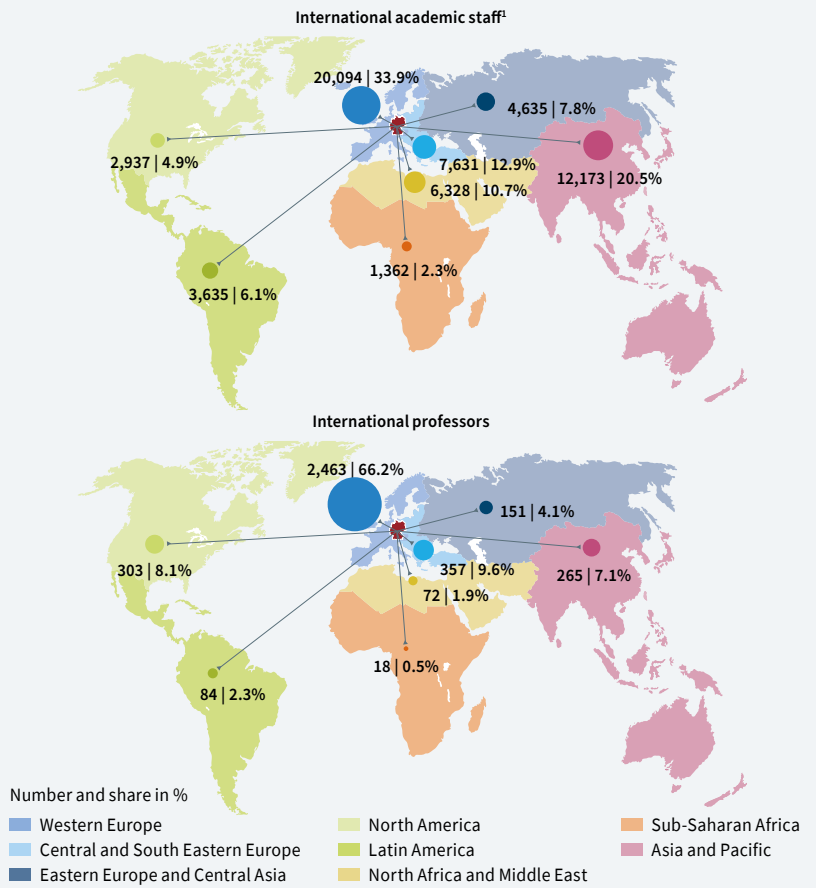 International academic staff¹
20,094 | 33.9%
4,635 | 7.8%
2,937 | 4.9%
7,631 | 12.9%
12,173 | 20.5%
6,328 | 10.7%
1,362 | 2.3%
3,635 | 6.1%
International professors
2,463 | 66.2%
151 | 4.1%
303 | 8.1%
357 | 9.6%
265 | 7.1%
72 | 1.9%
18 | 0.5%
84 | 2.3%
Number and share in %
Western Europe
Central and South Eastern Europe
Eastern Europe and Central Asia
North America
Latin America
North Africa and Middle East
Sub-Saharan Africa
Asia and Pacific